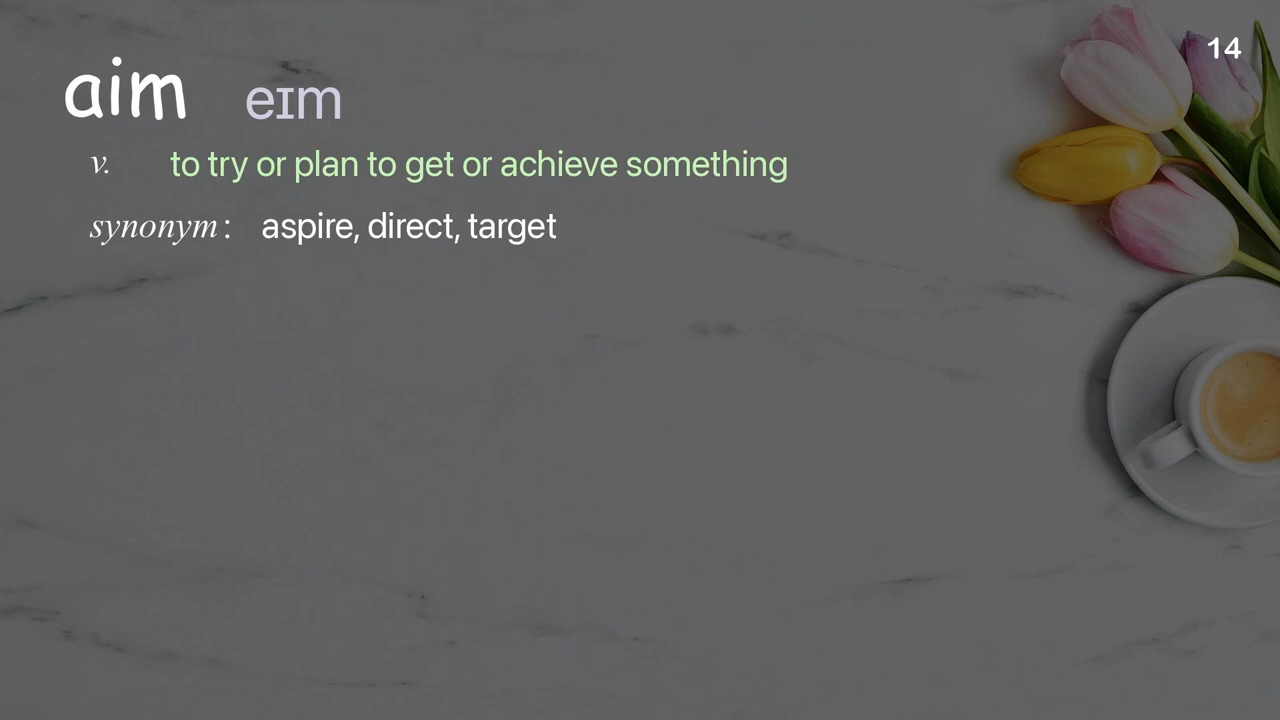 14
aim eɪm
v. to try or plan to get or achieve something
synonym: aspire, direct, target